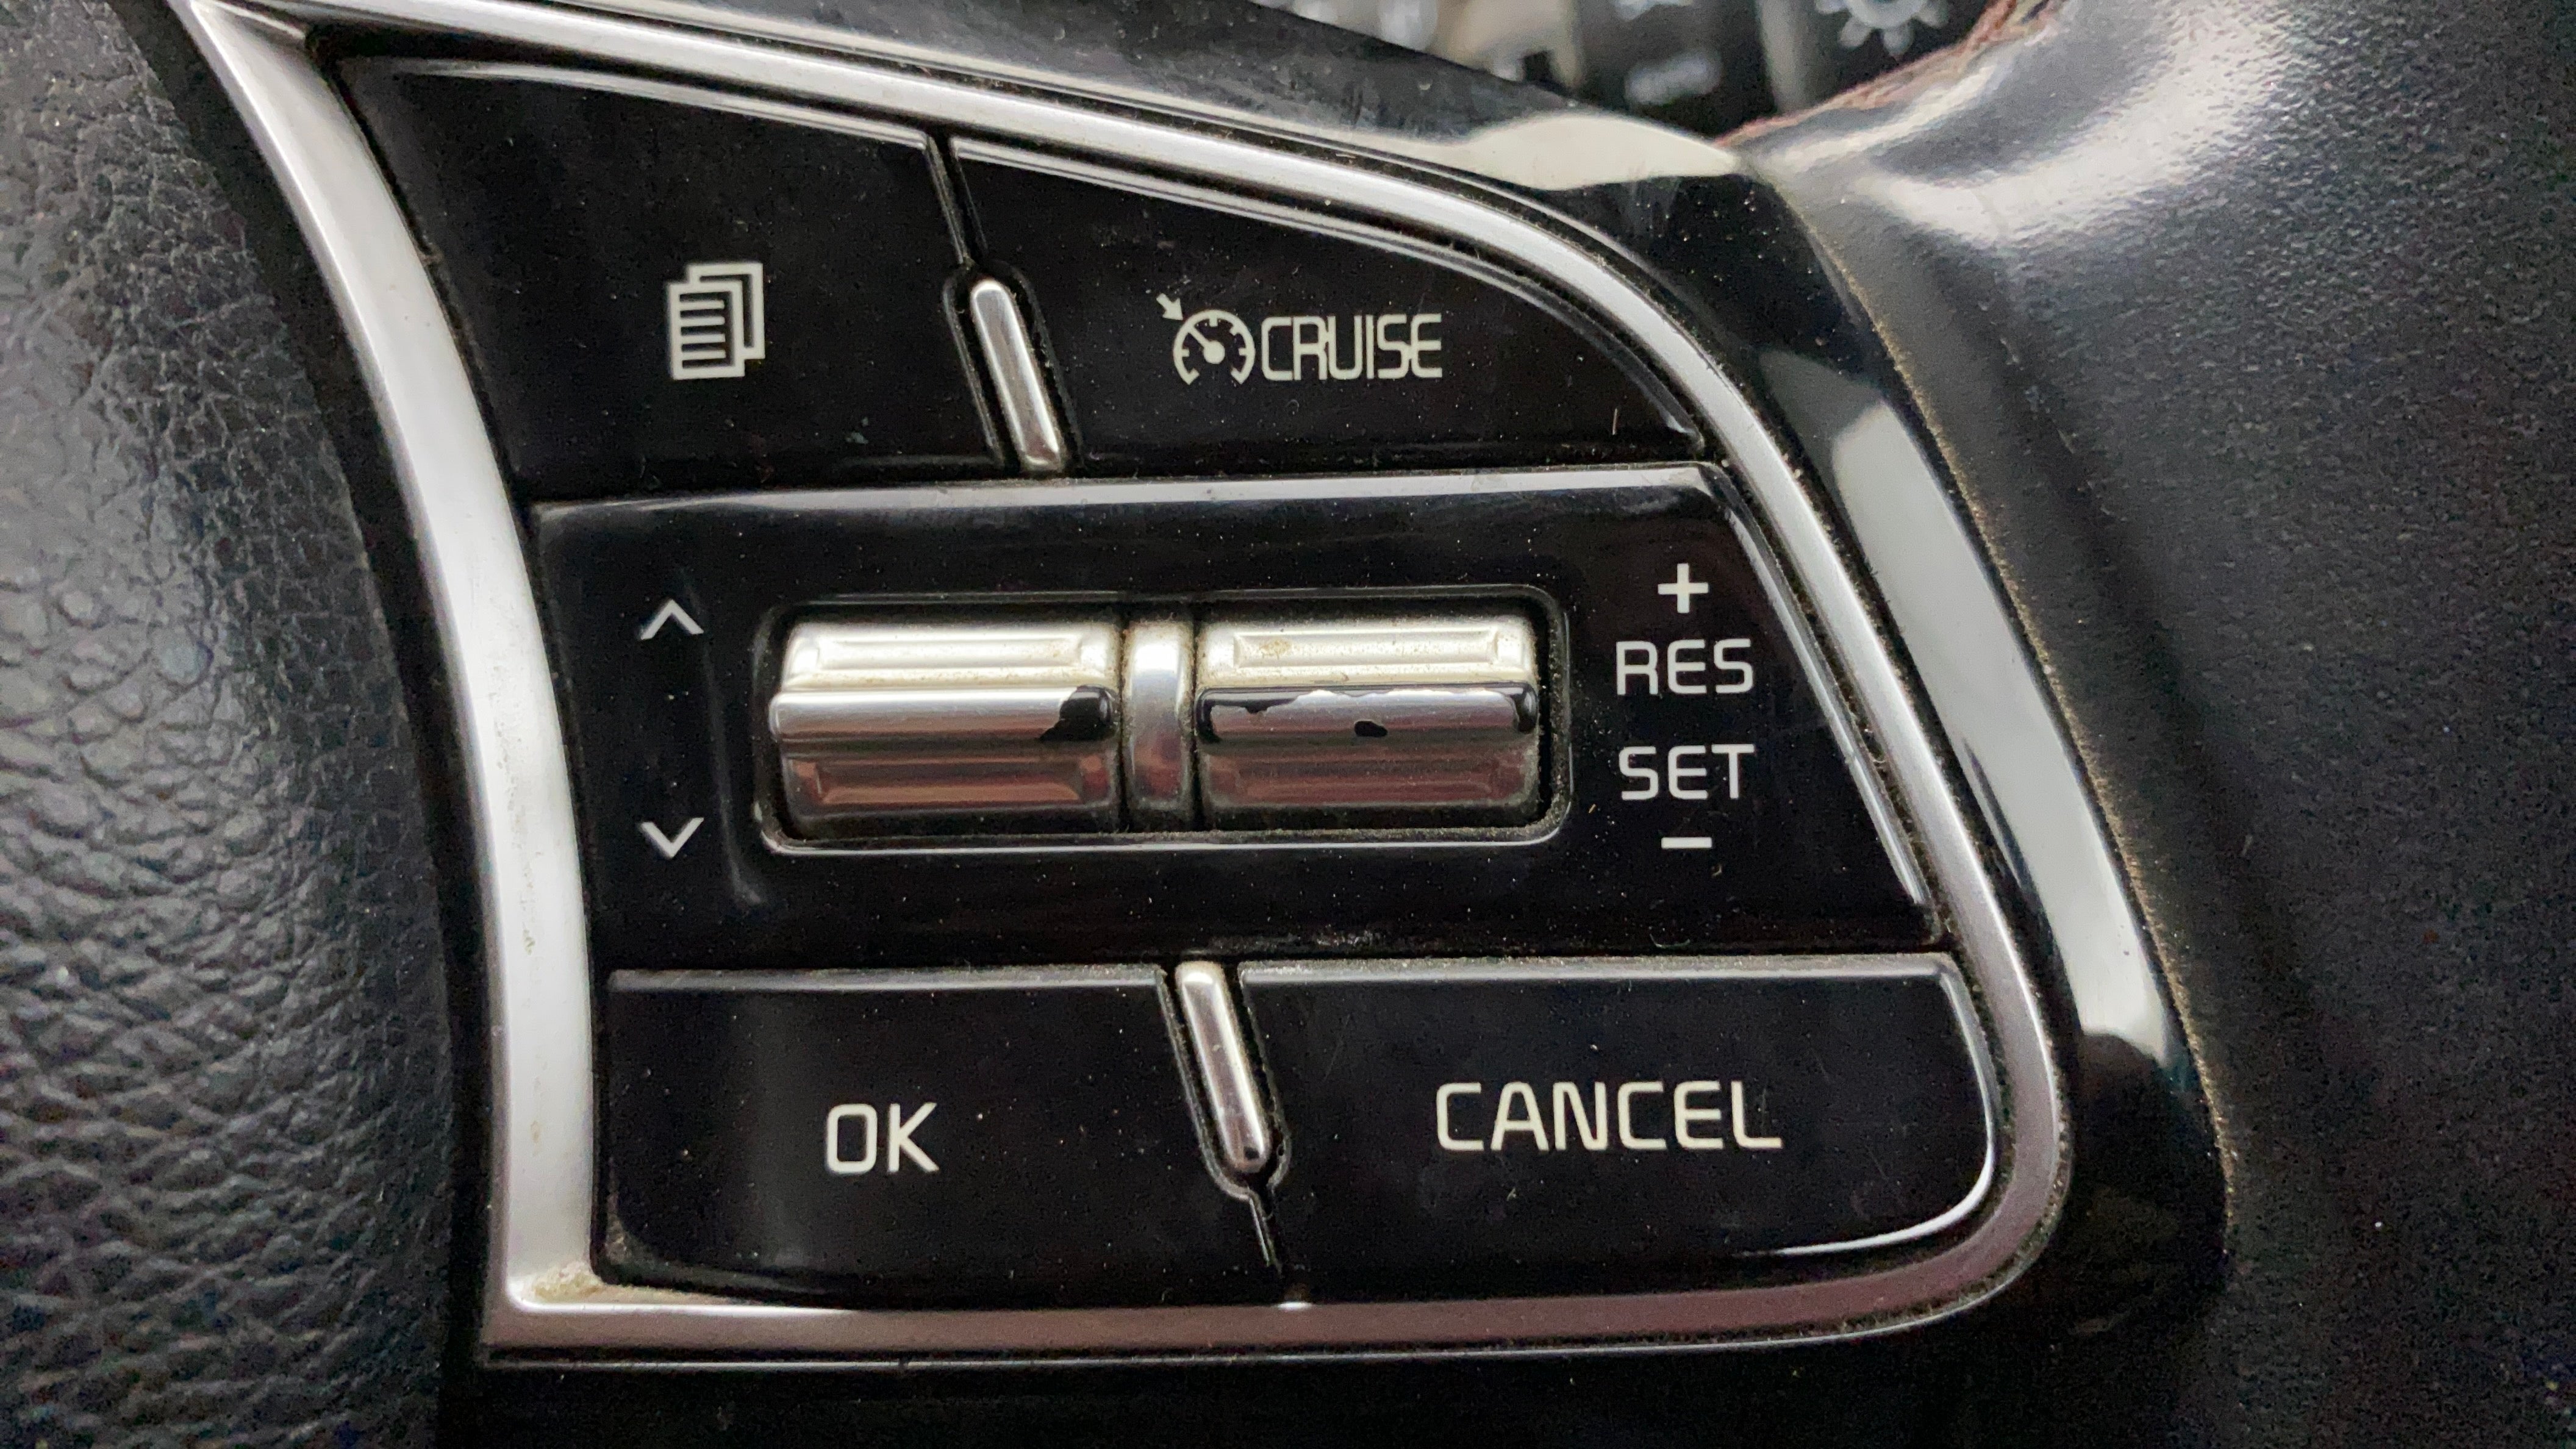 CRUISE
+
RES
SET
-
OK
CANCEL